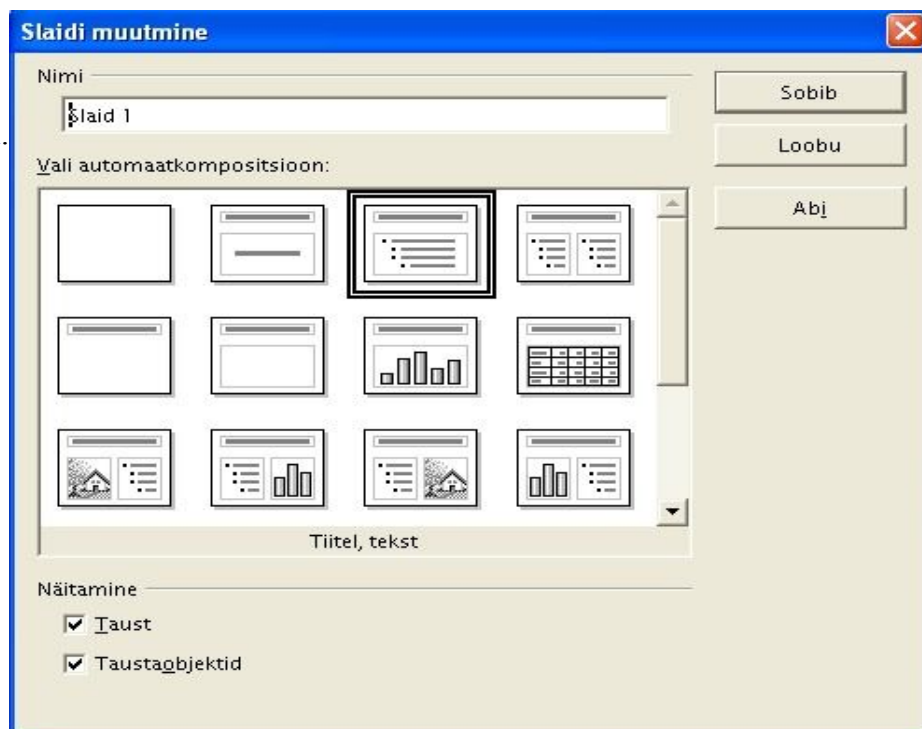 Slaidi muutmine
Nimi
Slaid 1
Sobib
Loobu
Abi
Vali automaatkompositsioon:
Tiitel, tekst
Näitamine
Taust
Taustaobjektid